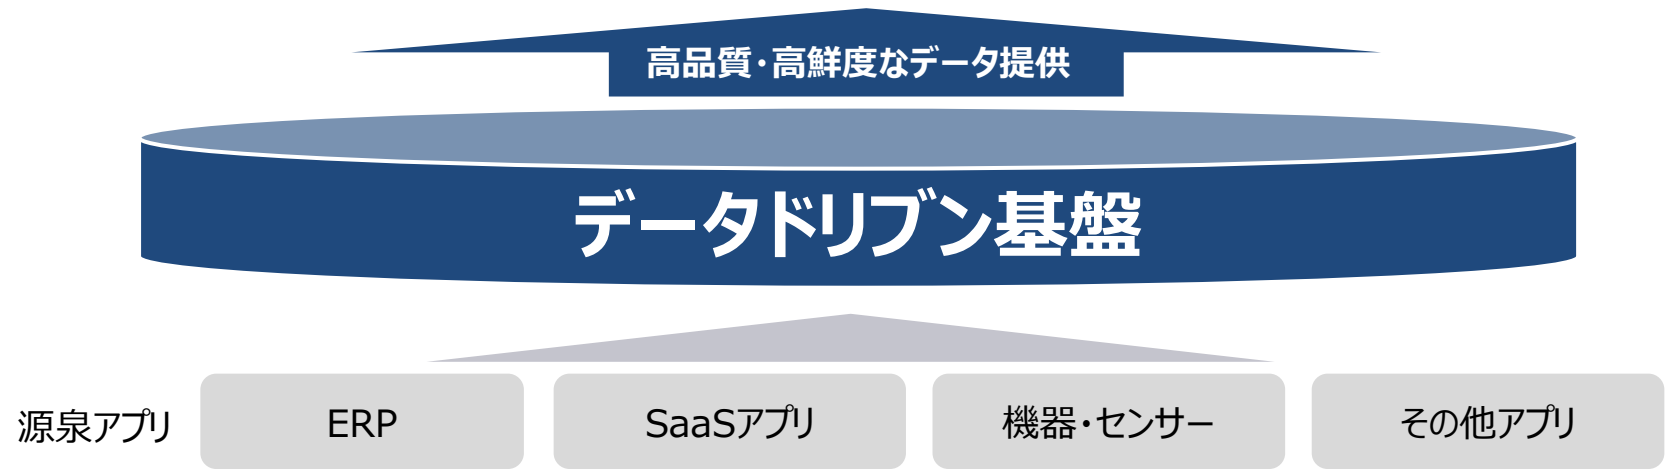 高品質・高鮮度なデータ提供
データドリブン基盤
源泉アプリ
ERP
SaaSアプリ
機器・センサー
その他アプリ